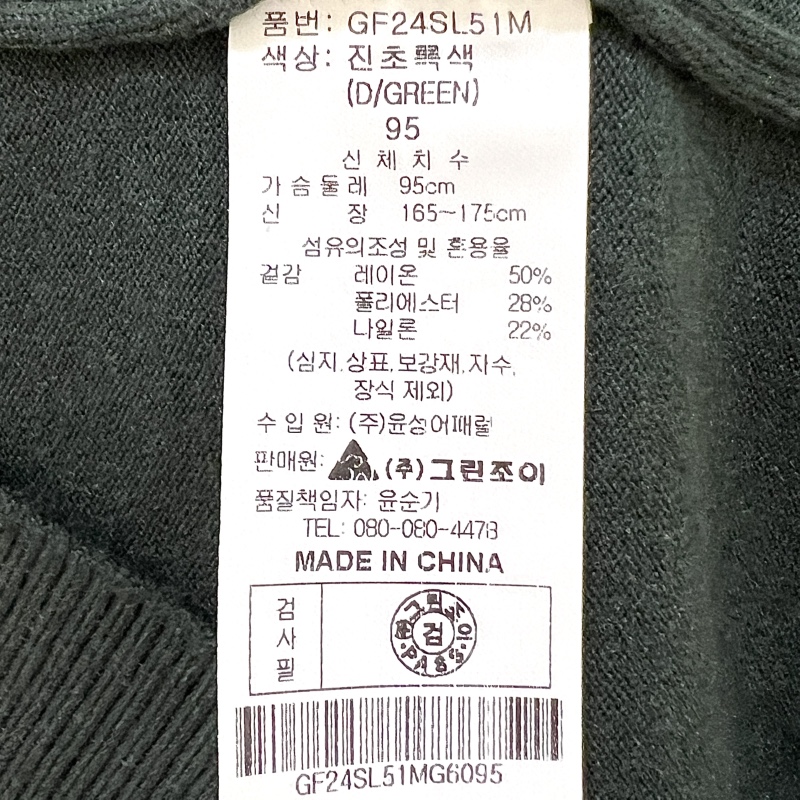 품번: GF24SL51M
색상: 진초록색
(D/GREEN)
95
신 체 치 수
가슴둘레 95cm
신 장 165~175cm
섬유의조성 및 혼용율
겉감 레이온 50%
폴리에스터 28%
나일론 22%
(심지,상표,보강재,자수,
장식 제외)
수 입 원: (주)윤성어패럴
판매원: (주)그린조이
품질책임자: 윤순기
TEL: 080-080-4478
MADE IN CHINA
검사필
그린조이
검
PASS
GF24SL51MG6095